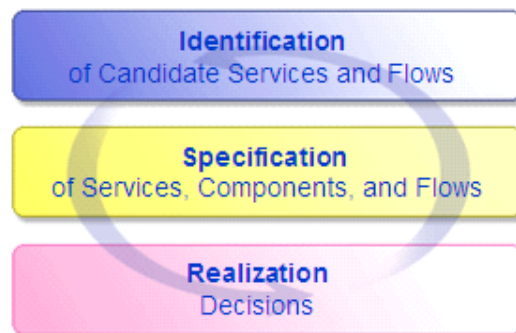 Identification
of Candidate Services and Flows
Specification
of Services, Components, and Flows
Realization
Decisions